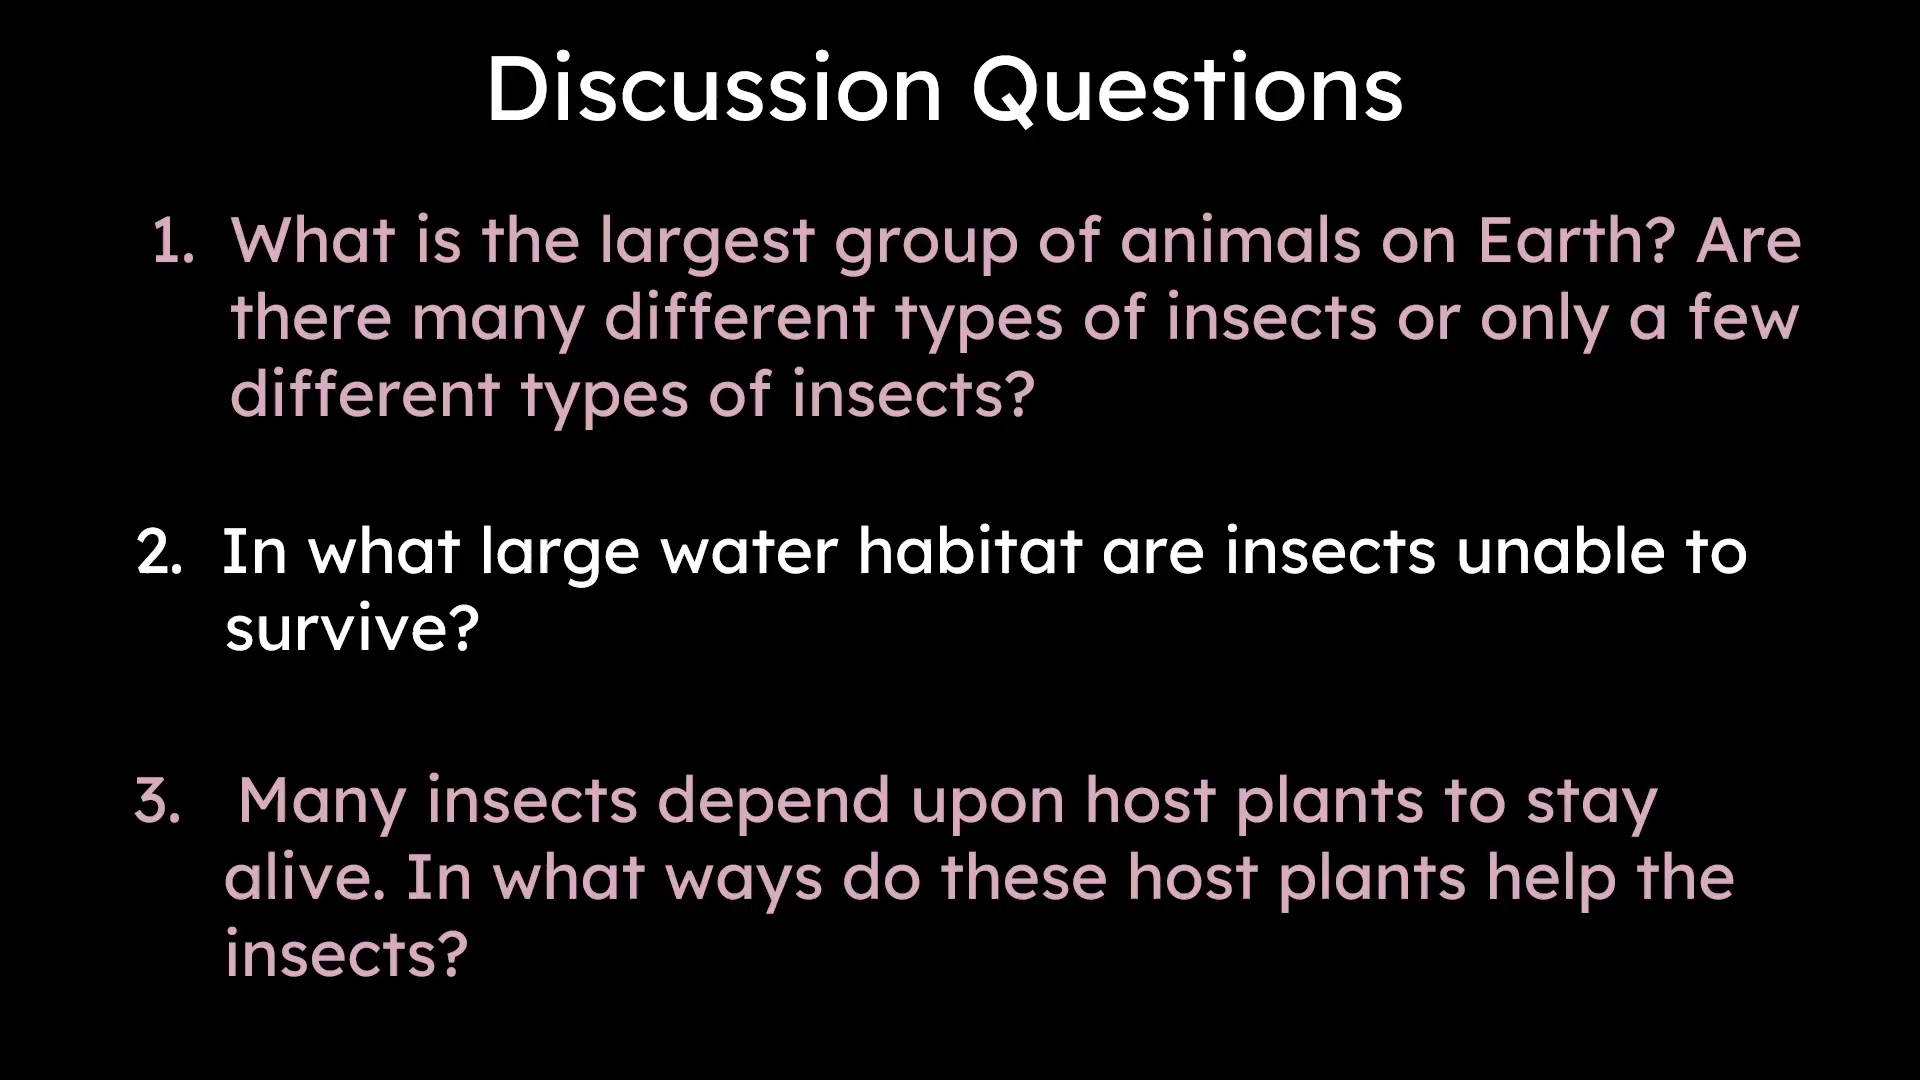 Discussion Questions
1. What is the largest group of animals on Earth? Are
there many different types of insects or only a few
different types of insects?
2. In what large water habitat are insects unable to
survive?
3. Many insects depend upon host plants to stay
alive. In what ways do these host plants help the
insects?